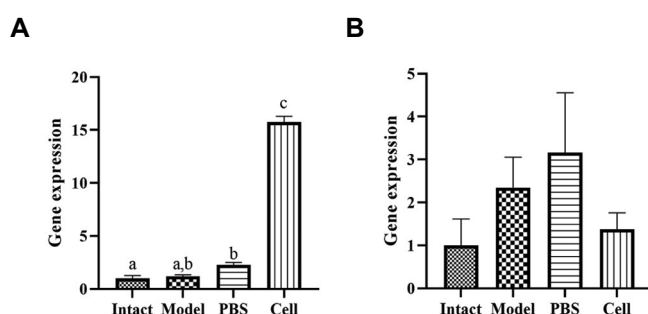 A
Gene expression
20
15
10
5
0
a
a,b
b
c
Intact Model PBS Cell
B
Gene expression
5
4
3
2
1
0
Intact Model PBS Cell